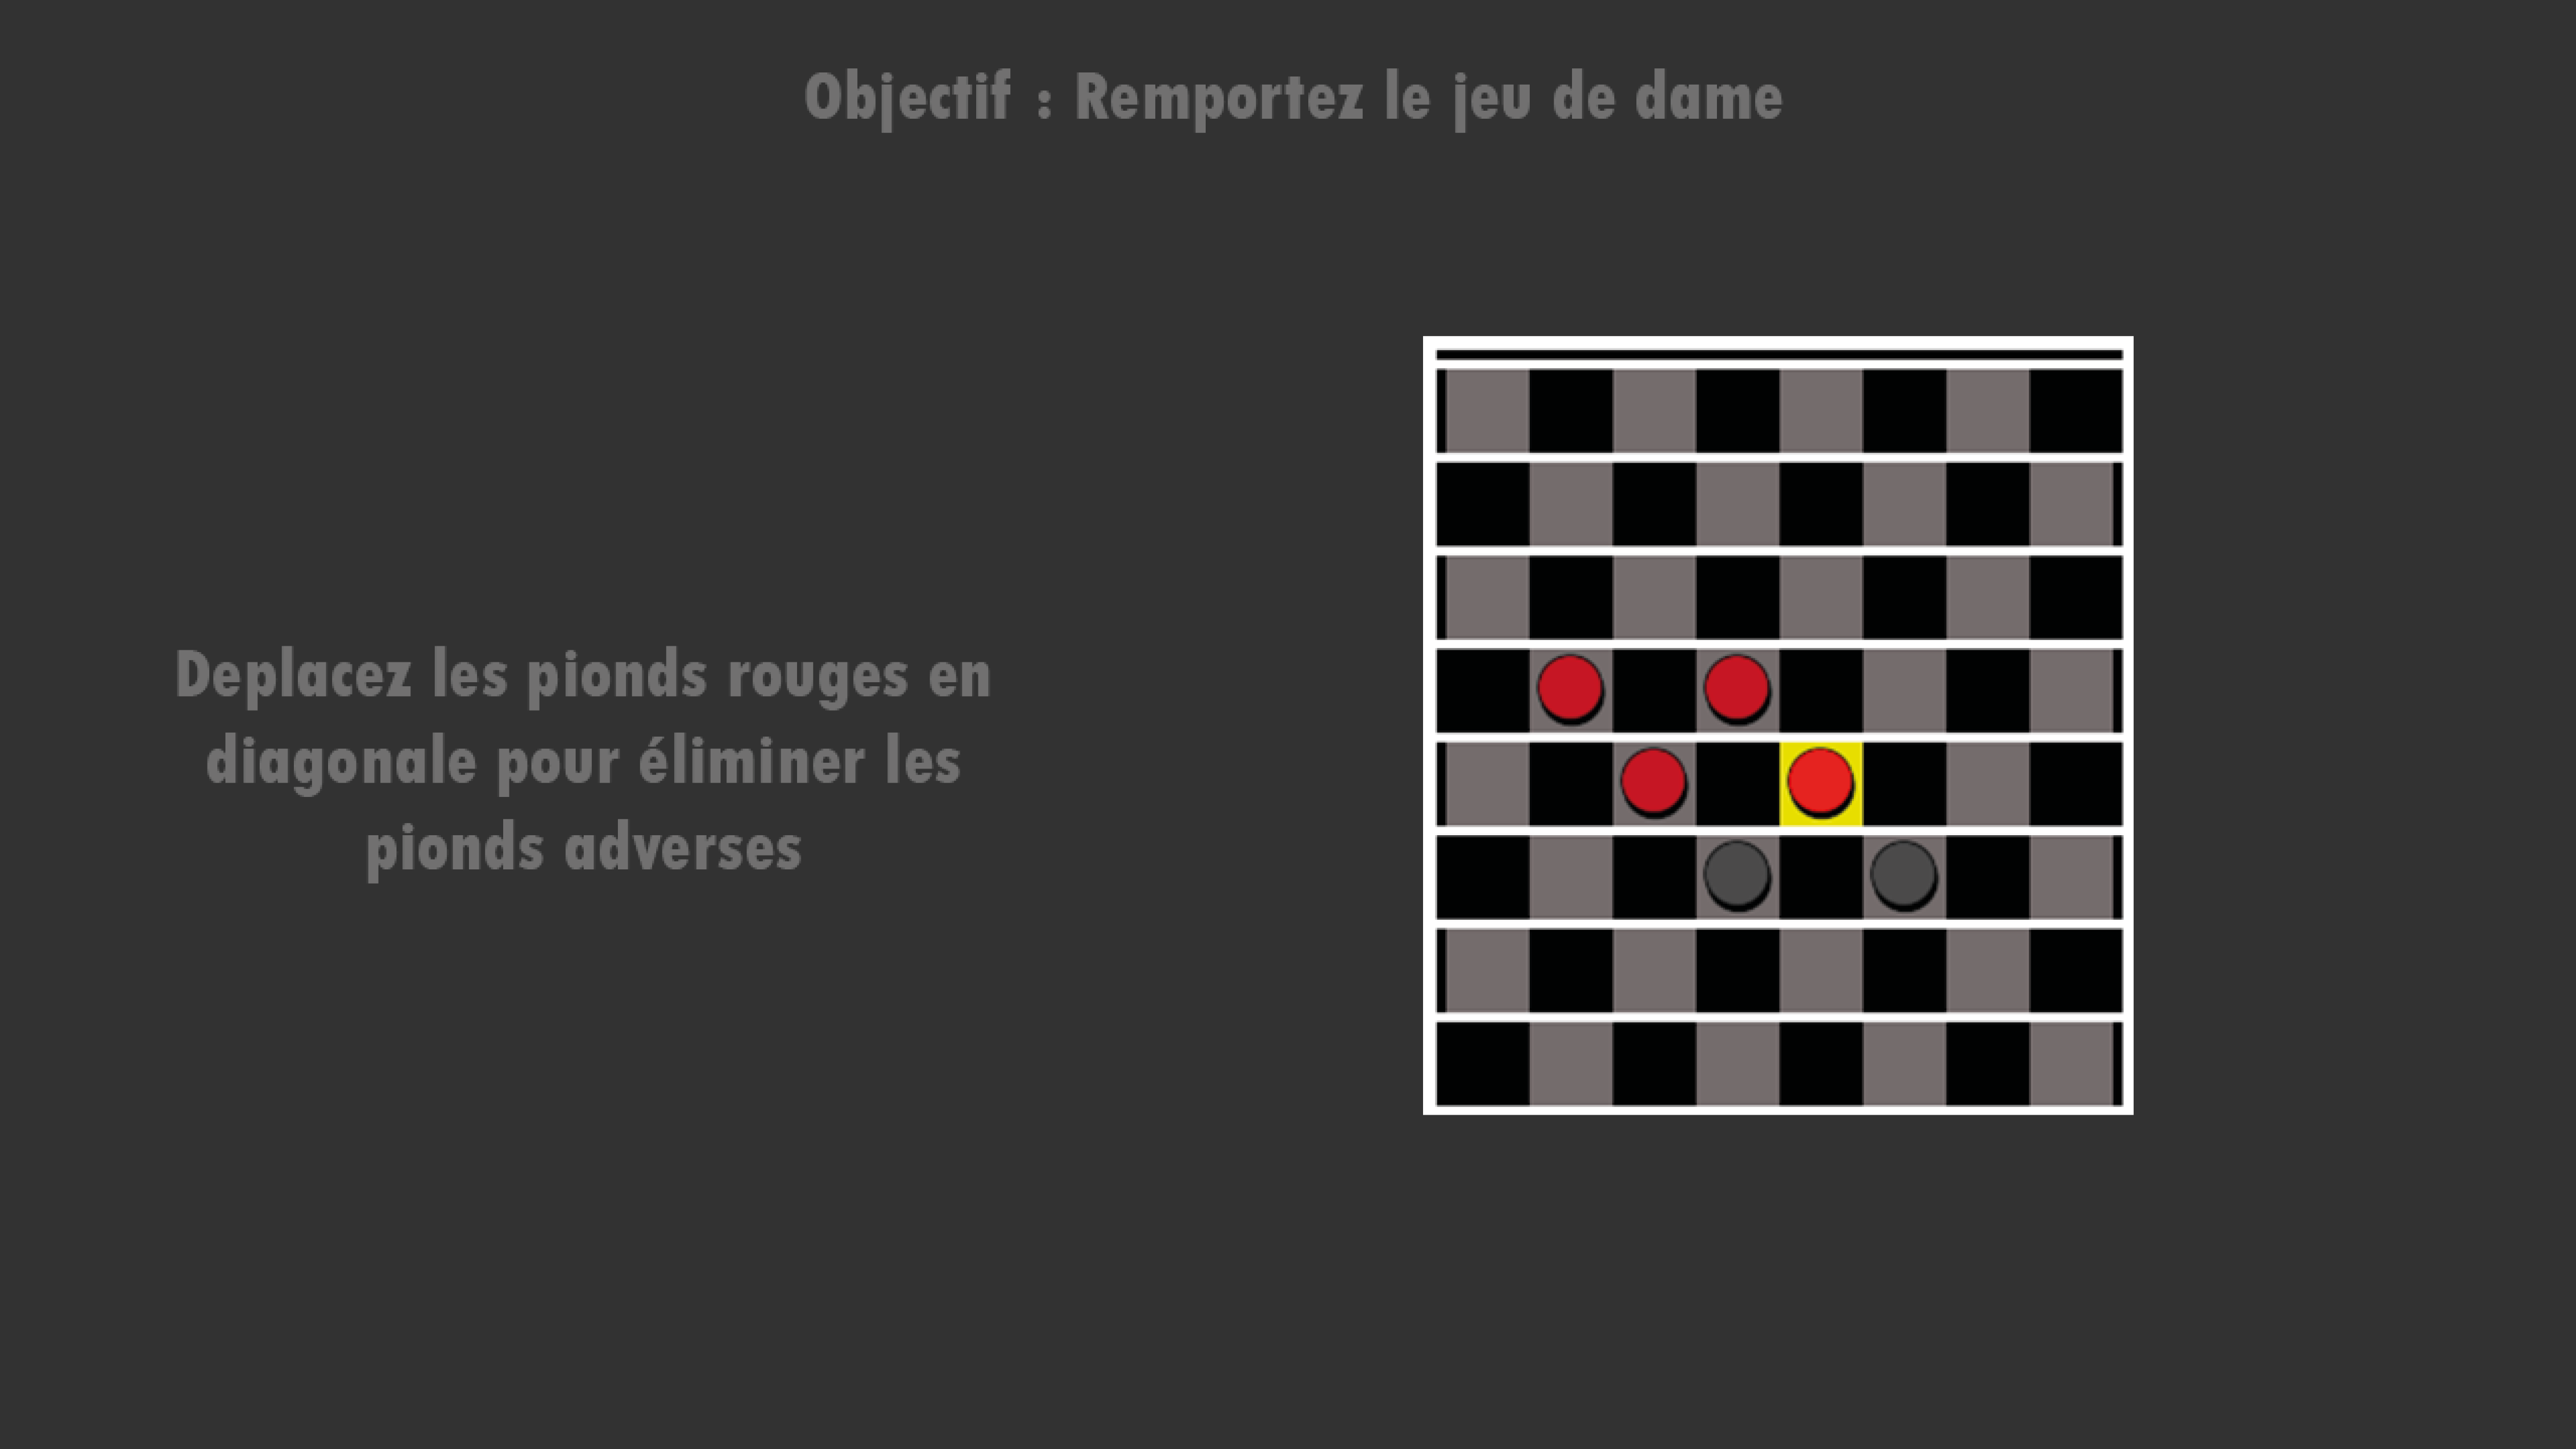 Objectif : Remportez le jeu de dame
Deplacez les pionds rouges en
diagonale pour éliminer les
pionds adverses